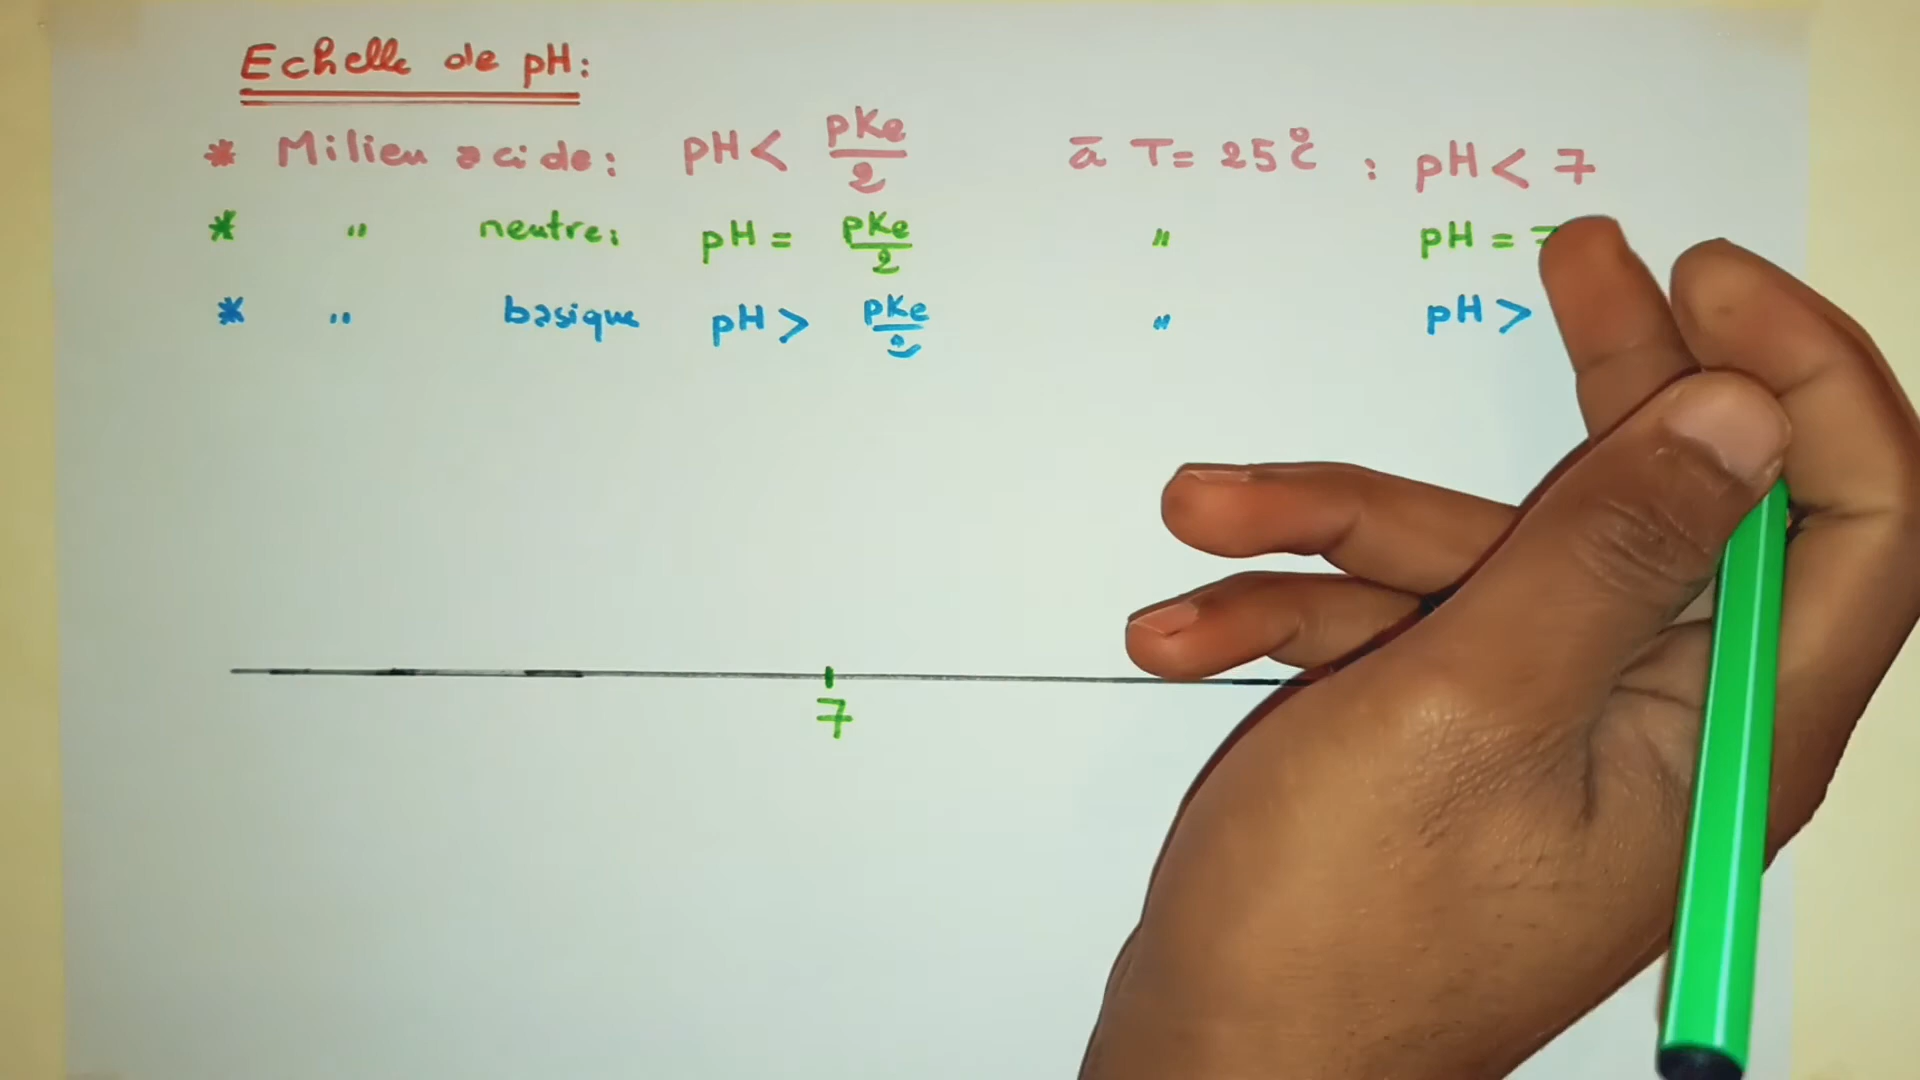 Echelle de pH:
* Milieu acide: pH < pKe/2 à T = 25°C : pH < 7
* " neutre: pH = pKe/2 " pH = 7
* " basique pH > pKe/2 " pH >
7